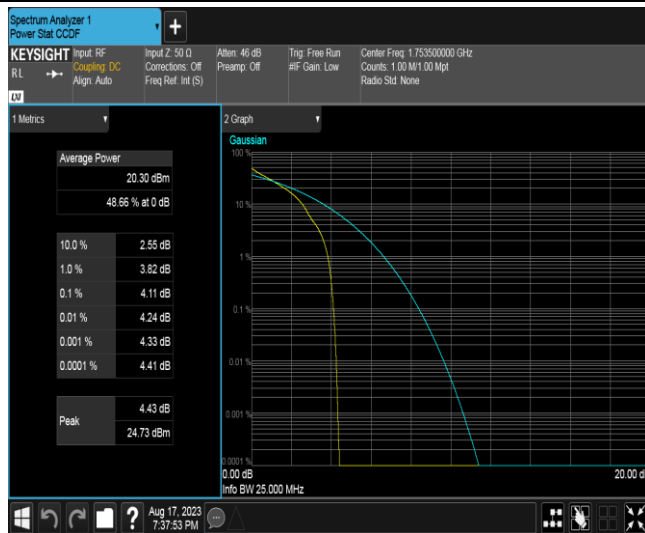 Spectrum Analyzer 1
Power Stat CCDF
+
KEYSIGHT
RL
LXI
Input: RF
Coupling: DC
Align: Auto
Input Z: 50 Ω
Corrections: Off
Freq Ref: Int (S)
Atten: 46 dB
Preamp: Off
Trig: Free Run
#IF Gain: Low
Center Freq: 1.753500000 GHz
Counts: 1.00 M/1.00 Mpt
Radio Std: None
1 Metrics
Average Power
20.30 dBm
48.66 % at 0 dB
10.0 % 2.55 dB
1.0 % 3.82 dB
0.1 % 4.11 dB
0.01 % 4.24 dB
0.001 % 4.33 dB
0.0001 % 4.41 dB
Peak
4.43 dB
24.73 dBm
2 Graph
Gaussian
100 %
10 %
1 %
0.1 %
0.01 %
0.001 %
0.0001 %
0.00 dB
20.00 d
Info BW 25.000 MHz
?
Aug 17, 2023
7:37:53 PM